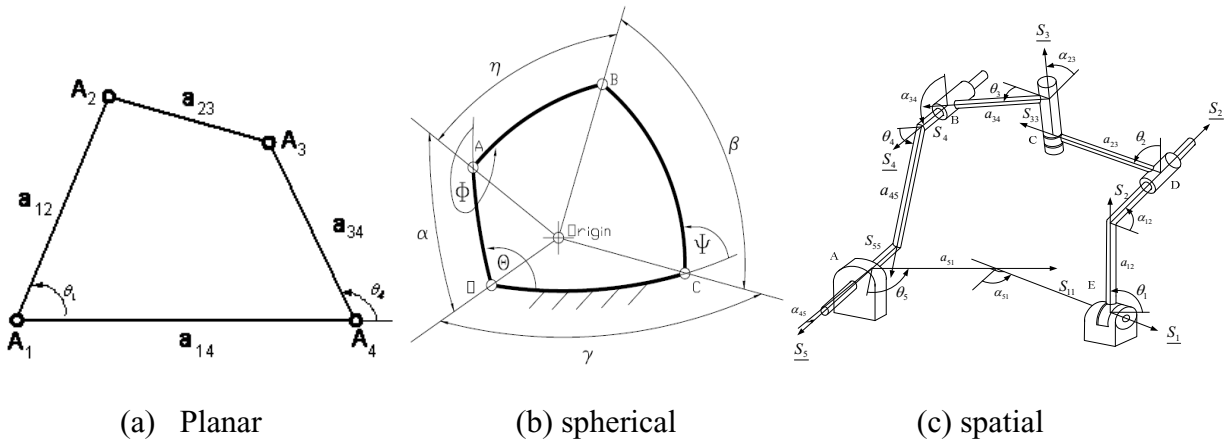 A₂
a₂₃
A₃
a₁₂
a₃₄
θ₁
θ₄
A₁
a₁₄
A₄
η
B
A
Φ
β
α
Origin
Θ
Ψ
O
C
γ
S₃
α₂₃
θ₃
α₃₄
B
a₃₄
S₃₃
S₂
θ₄
S₄
C
a₂₃
θ₂
S₄
a₄₅
S₂
D
α₁₂
A
S₅₅
a₅₁
a₁₂
θ₅
α₅₁
S₁₁
E
θ₁
α₄₅
S₅
S₁
(a) Planar
(b) spherical
(c) spatial